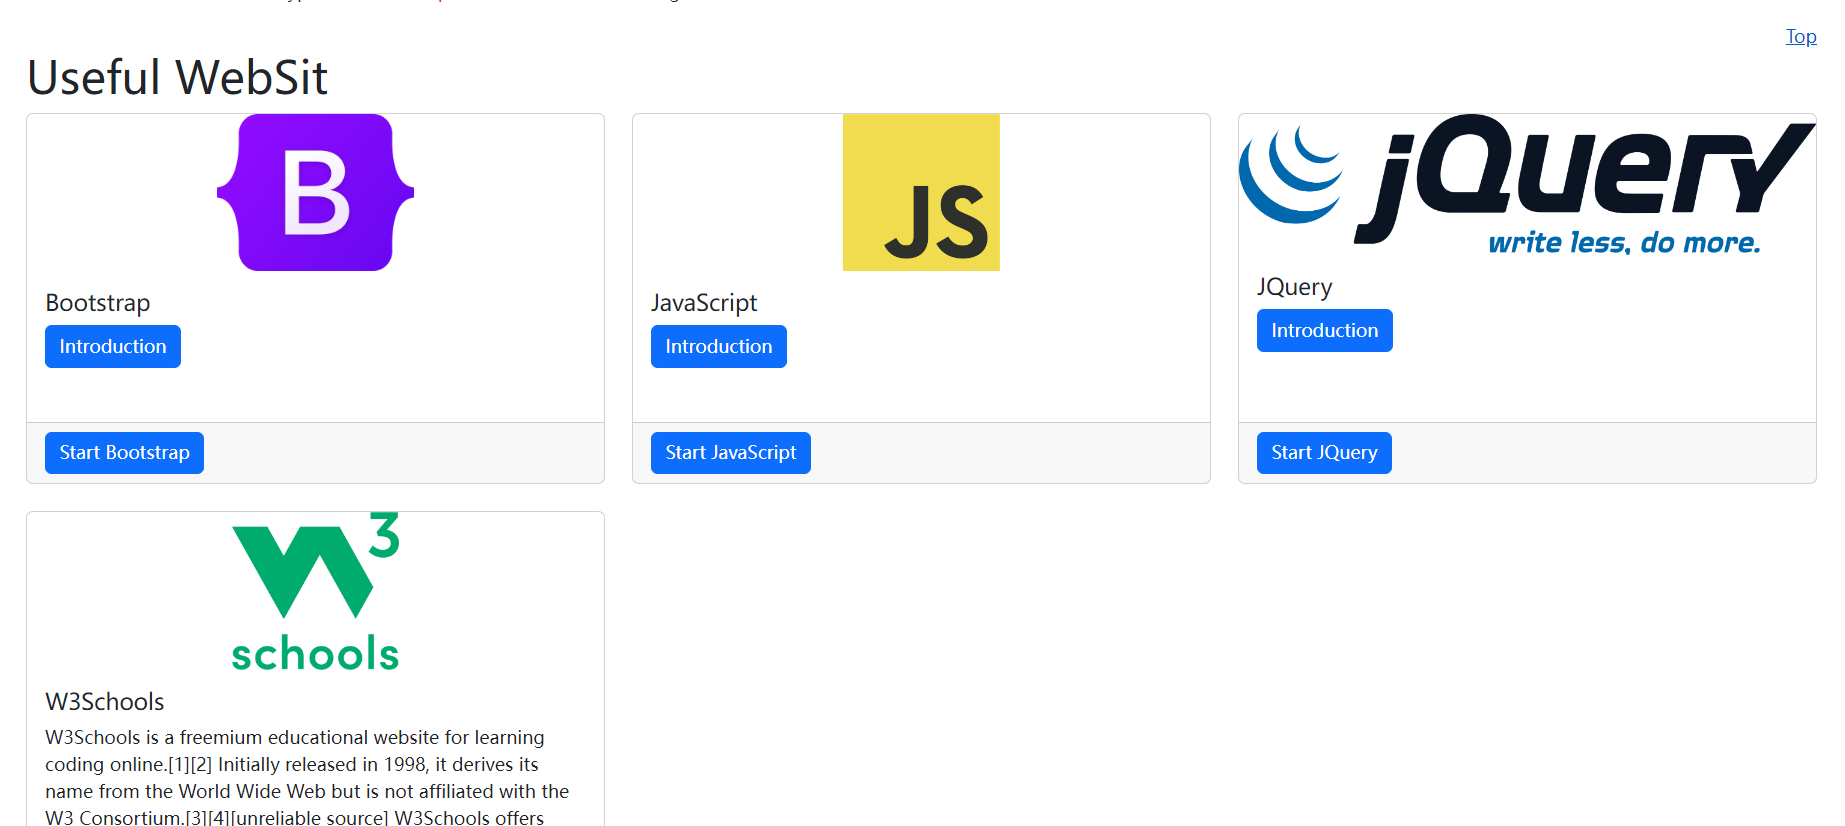 Top
Useful WebSit
B
JS
jQuery
write less, do more.
Bootstrap
JavaScript
JQuery
Introduction
Introduction
Introduction
Start Bootstrap
Start JavaScript
Start JQuery
W3
schools
W3Schools
W3Schools is a freemium educational website for learning
coding online.[1][2] Initially released in 1998, it derives its
name from the World Wide Web but is not affiliated with the
W3 Consortium.[3][4][unreliable source] W3Schools offers